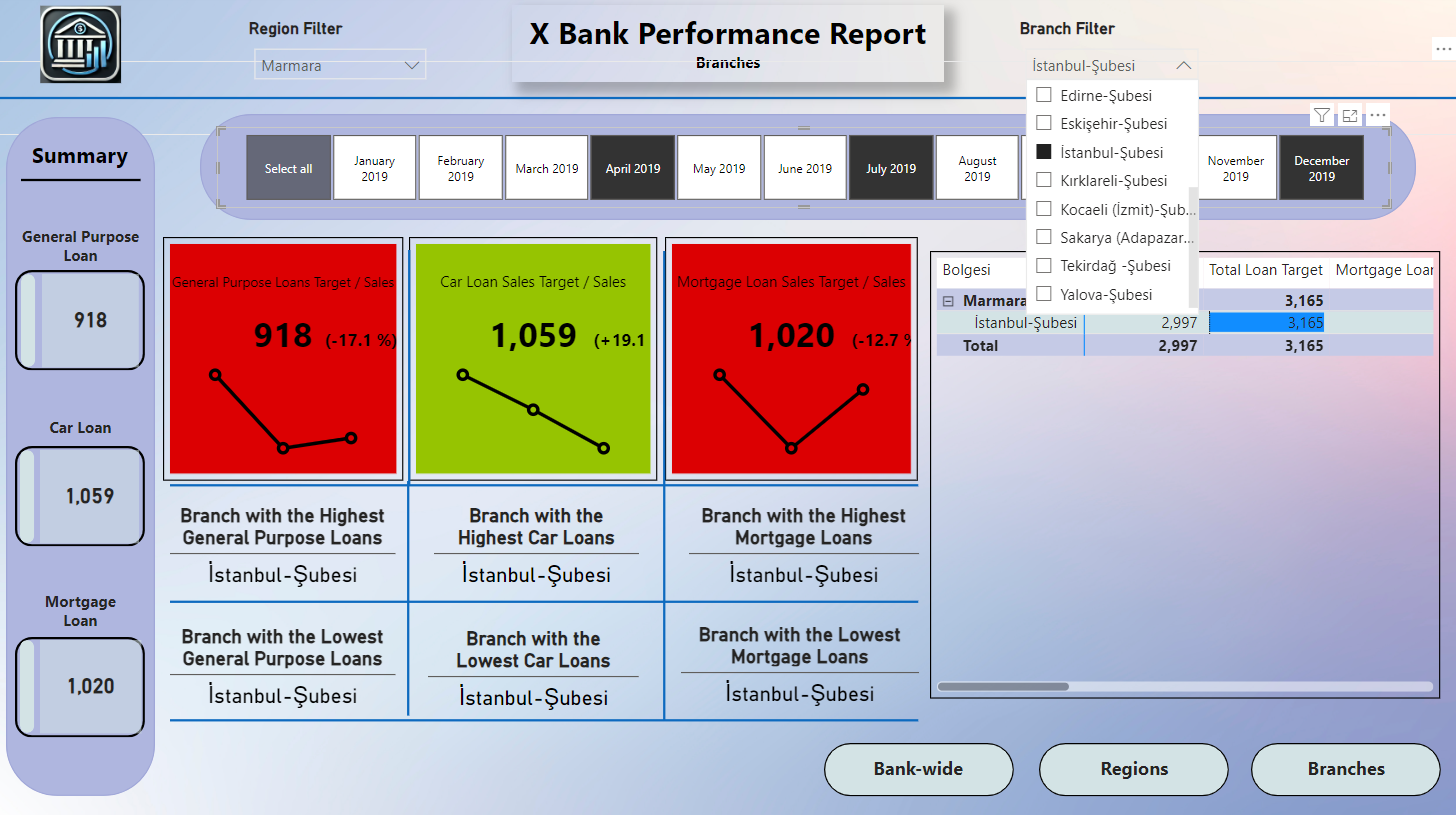 Region Filter
Marmara
X Bank Performance Report
Branches
Branch Filter
İstanbul-Şubesi
Edirne-Şubesi
Eskişehir-Şubesi
İstanbul-Şubesi
Kırklareli-Şubesi
Kocaeli (İzmit)-Şub...
Sakarya (Adapazar...
Tekirdağ -Şubesi
Yalova-Şubesi
Select all
January
2019
February
2019
March 2019
April 2019
May 2019
June 2019
July 2019
August
2019
November
2019
December
2019
Summary
General Purpose
Loan
918
Car Loan
1,059
Mortgage
Loan
1,020
General Purpose Loans Target / Sales
918 (-17.1 %)
Car Loan Sales Target / Sales
1,059 (+19.1
Mortgage Loan Sales Target / Sales
1,020 (-12.7 %
Branch with the Highest
General Purpose Loans
İstanbul-Şubesi
Branch with the
Highest Car Loans
İstanbul-Şubesi
Branch with the Highest
Mortgage Loans
İstanbul-Şubesi
Branch with the Lowest
General Purpose Loans
İstanbul-Şubesi
Branch with the
Lowest Car Loans
İstanbul-Şubesi
Branch with the Lowest
Mortgage Loans
İstanbul-Şubesi
Bolgesi Total Loan Target Mortgage Loan
Marmara 3,165
İstanbul-Şubesi 2,997 3,165
Total 2,997 3,165
Bank-wide
Regions
Branches